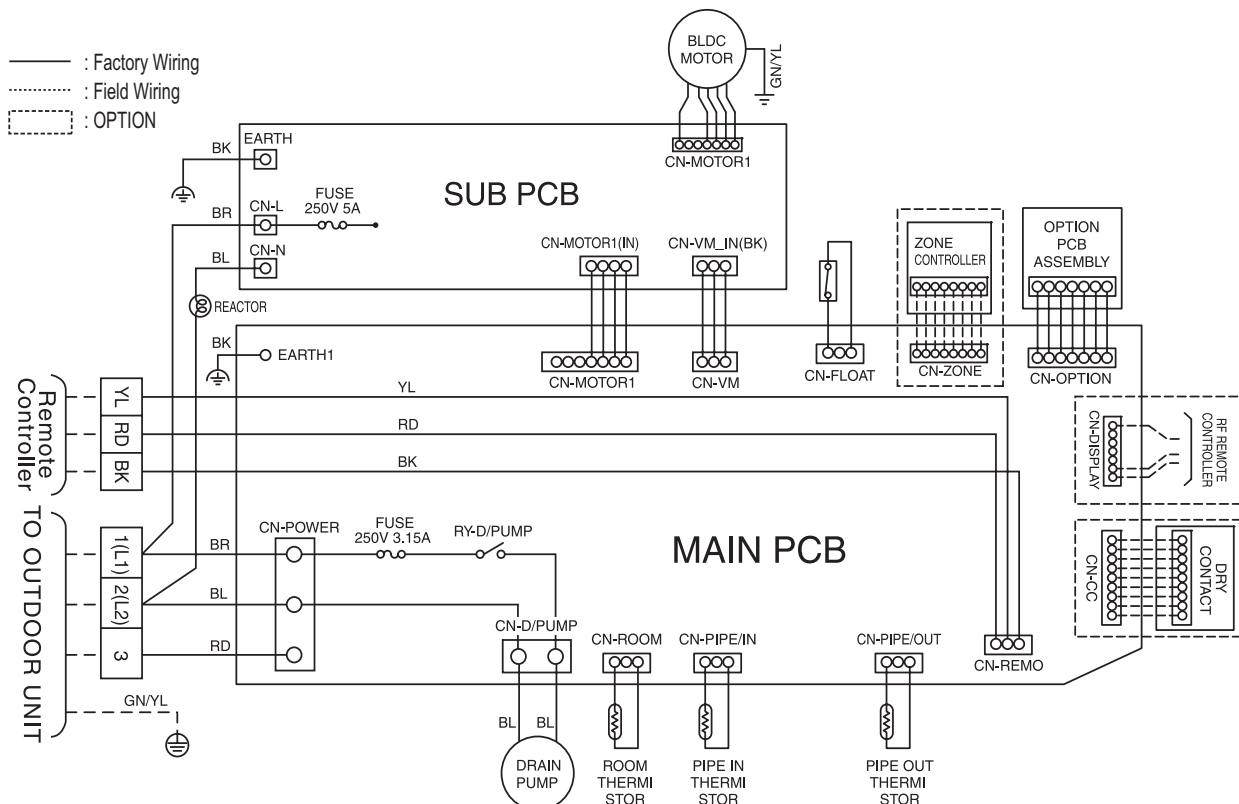 : Factory Wiring
: Field Wiring
: OPTION
BLDC
MOTOR
GN/YL
CN-MOTOR1
SUB PCB
EARTH
BK
CN-L
BR
FUSE
250V 5A
CN-N
BL
REACTOR
CN-MOTOR1(IN)
CN-VM_IN(BK)
ZONE
CONTROLLER
OPTION
PCB
ASSEMBLY
BK
EARTH1
CN-MOTOR1
CN-VM
CN-FLOAT
CN-ZONE
CN-OPTION
Remote
Controller
YL
RD
BK
YL
RD
BK
CN-DISPLAY
RF REMOTE
CONTROLLER
TO OUTDOOR UNIT
1(L1)
2(L2)
3
BR
BL
RD
GN/YL
CN-POWER
FUSE
250V 3.15A
RY-D/PUMP
MAIN PCB
CN-CC
DRY
CONTACT
CN-D/PUMP
CN-ROOM
CN-PIPE/IN
CN-PIPE/OUT
CN-REMO
BL
BL
DRAIN
PUMP
ROOM
THERMI
STOR
PIPE IN
THERMI
STOR
PIPE OUT
THERMI
STOR